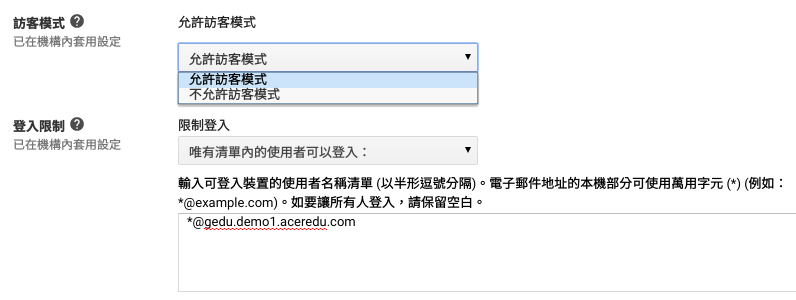 訪客模式 ?
允許訪客模式
已在機構內套用設定
允許訪客模式
允許訪客模式
不允許訪客模式
登入限制 ?
限制登入
已在機構內套用設定
唯有清單內的使用者可以登入：
輸入可登入裝置的使用者名稱清單 (以半形逗號分隔)。電子郵件地址的本機部分可使用萬用字元 (*) (例如：
*@example.com)。如要讓所有人登入，請保留空白。
*@gedu.demo1.aceredu.com